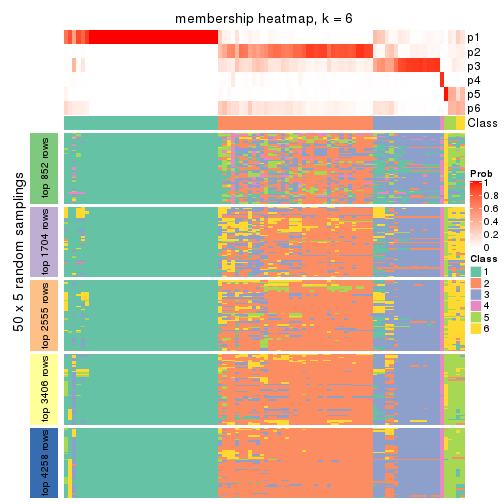 membership heatmap, k = 6
p1
p2
p3
p4
p5
p6
Class
50 x 5 random samplings
top 852 rows
top 1704 rows
top 2555 rows
top 3406 rows
top 4258 rows
Prob
1
0.8
0.6
0.4
0.2
0
Class
1
2
3
4
5
6